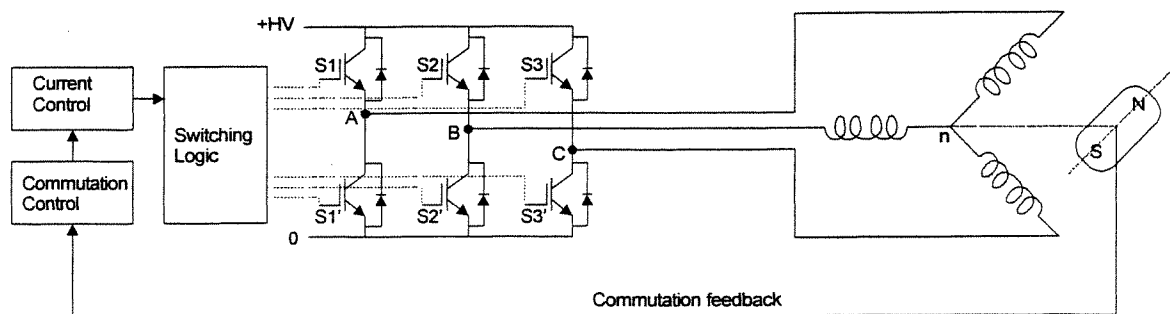 +HV
S1
S2
S3
Current
Control
Switching
Logic
A
B
C
n
N
S
Commutation
Control
S1'
S2'
S3'
0
Commutation feedback